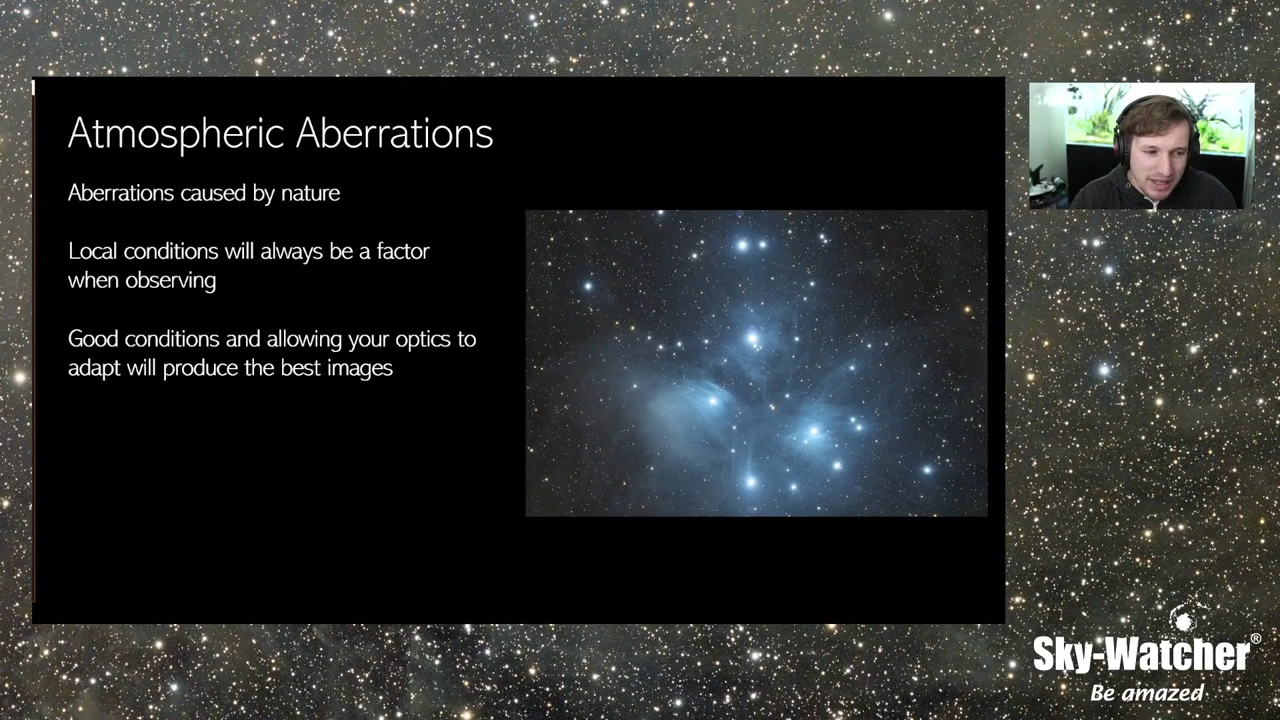 Atmospheric Aberrations
Aberrations caused by nature
Local conditions will always be a factor
when observing
Good conditions and allowing your optics to
adapt will produce the best images
Sky-Watcher®
Be amazed